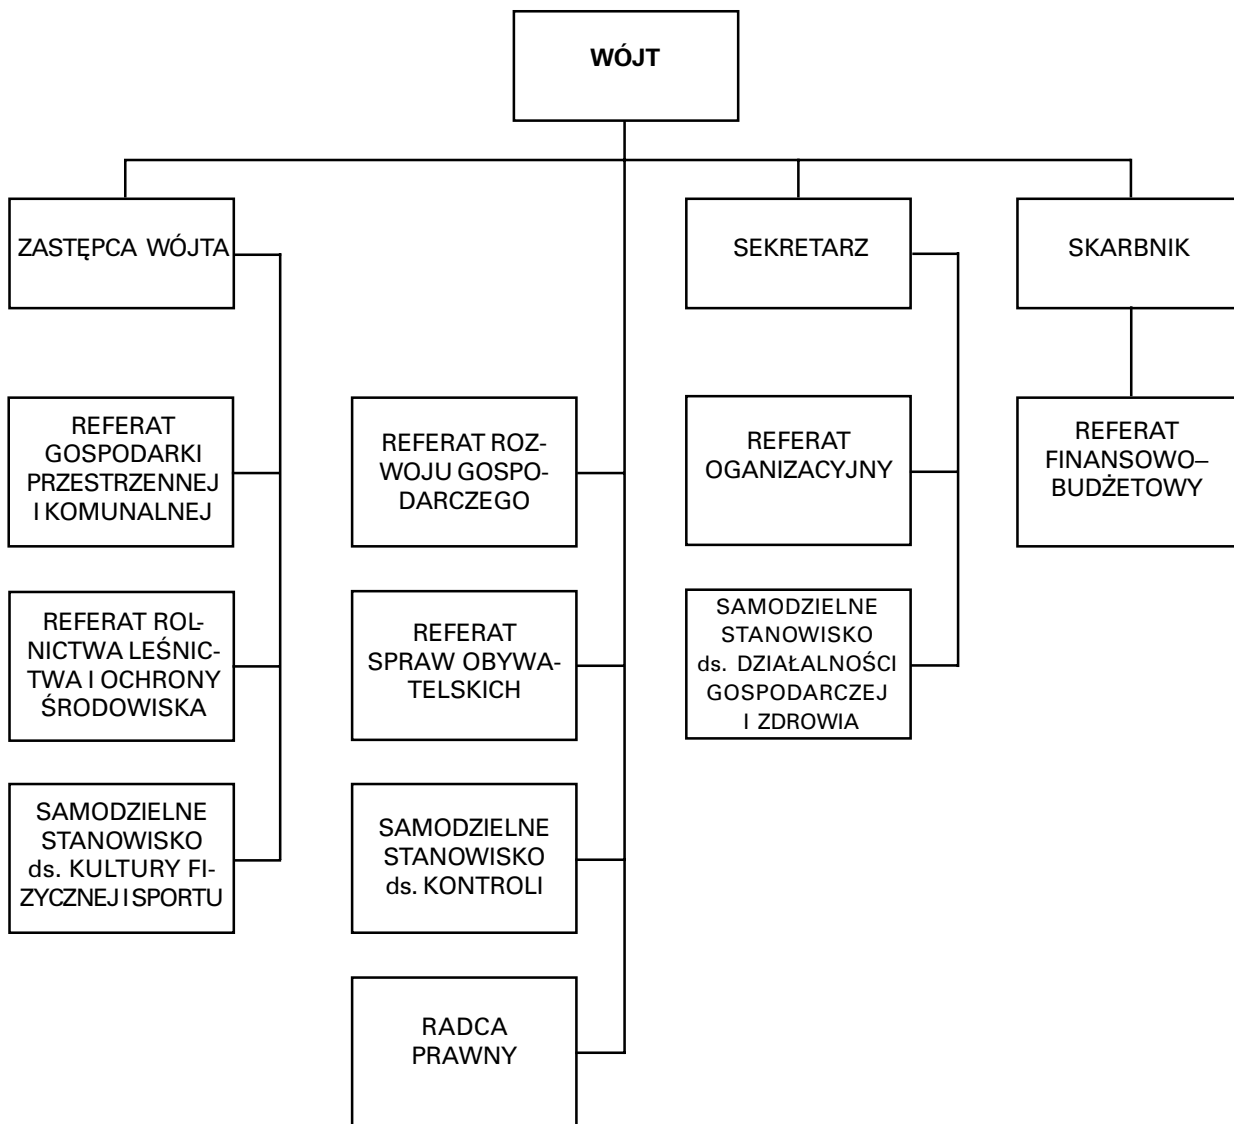 WÓJT
ZASTĘPCA WÓJTA
SEKRETARZ
SKARBNIK
REFERAT
GOSPODARKI
PRZESTRZENNEJ
I KOMUNALNEJ
REFERAT ROZ-
WOJU GOSPO-
DARCZEGO
REFERAT
OGANIZACYJNY
REFERAT
FINANSOWO–
BUDŻETOWY
REFERAT ROL-
NICTWA LEŚNIC-
TWA I OCHRONY
ŚRODOWISKA
REFERAT
SPRAW OBYWA-
TELSKICH
SAMODZIELNE
STANOWISKO
ds. DZIAŁALNOŚCI
GOSPODARCZEJ
I ZDROWIA
SAMODZIELNE
STANOWISKO
ds. KULTURY FI-
ZYCZNEJ I SPORTU
SAMODZIELNE
STANOWISKO
ds. KONTROLI
RADCA
PRAWNY